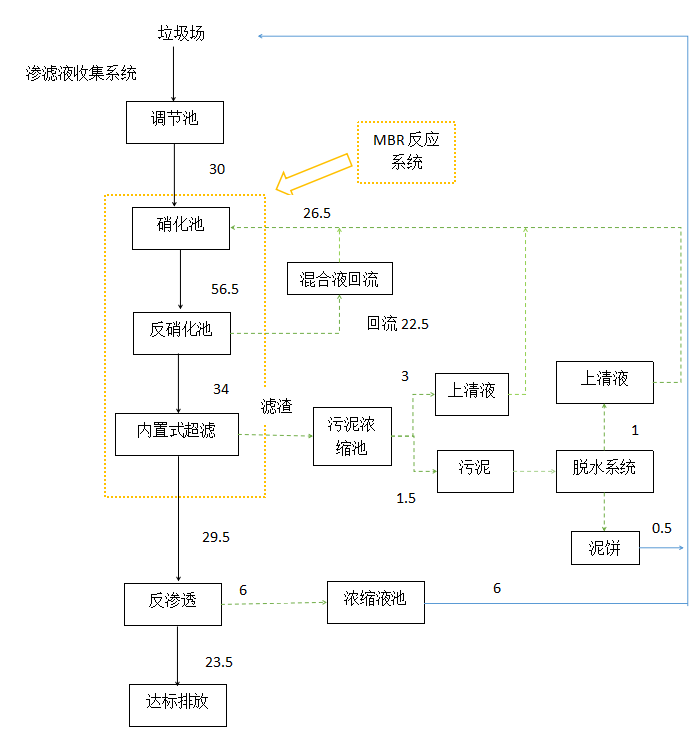 垃圾场
渗滤液收集系统
调节池
MBR 反应
系统
30
硝化池
26.5
混合液回流
56.5
回流 22.5
反硝化池
34
3
上清液
上清液
滤渣
内置式超滤
污泥浓
缩池
1
污泥
脱水系统
1.5
0.5
29.5
泥饼
反渗透
6
浓缩液池
6
23.5
达标排放